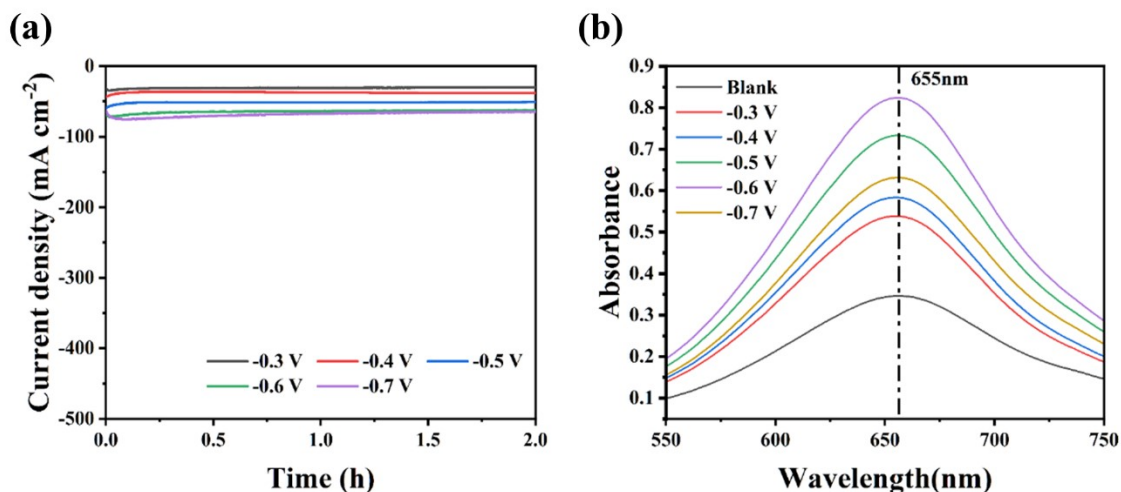 (a)
0
-100
-200
-300
-400
-500
Current density (mA cm⁻²)
-0.3 V -0.4 V -0.5 V
-0.6 V -0.7 V
0.0 0.5 1.0 1.5 2.0
Time (h)
(b)
0.9
0.8
0.7
0.6
0.5
0.4
0.3
0.2
0.1
Absorbance
Blank
-0.3 V
-0.4 V
-0.5 V
-0.6 V
-0.7 V
655nm
550 600 650 700 750
Wavelength(nm)